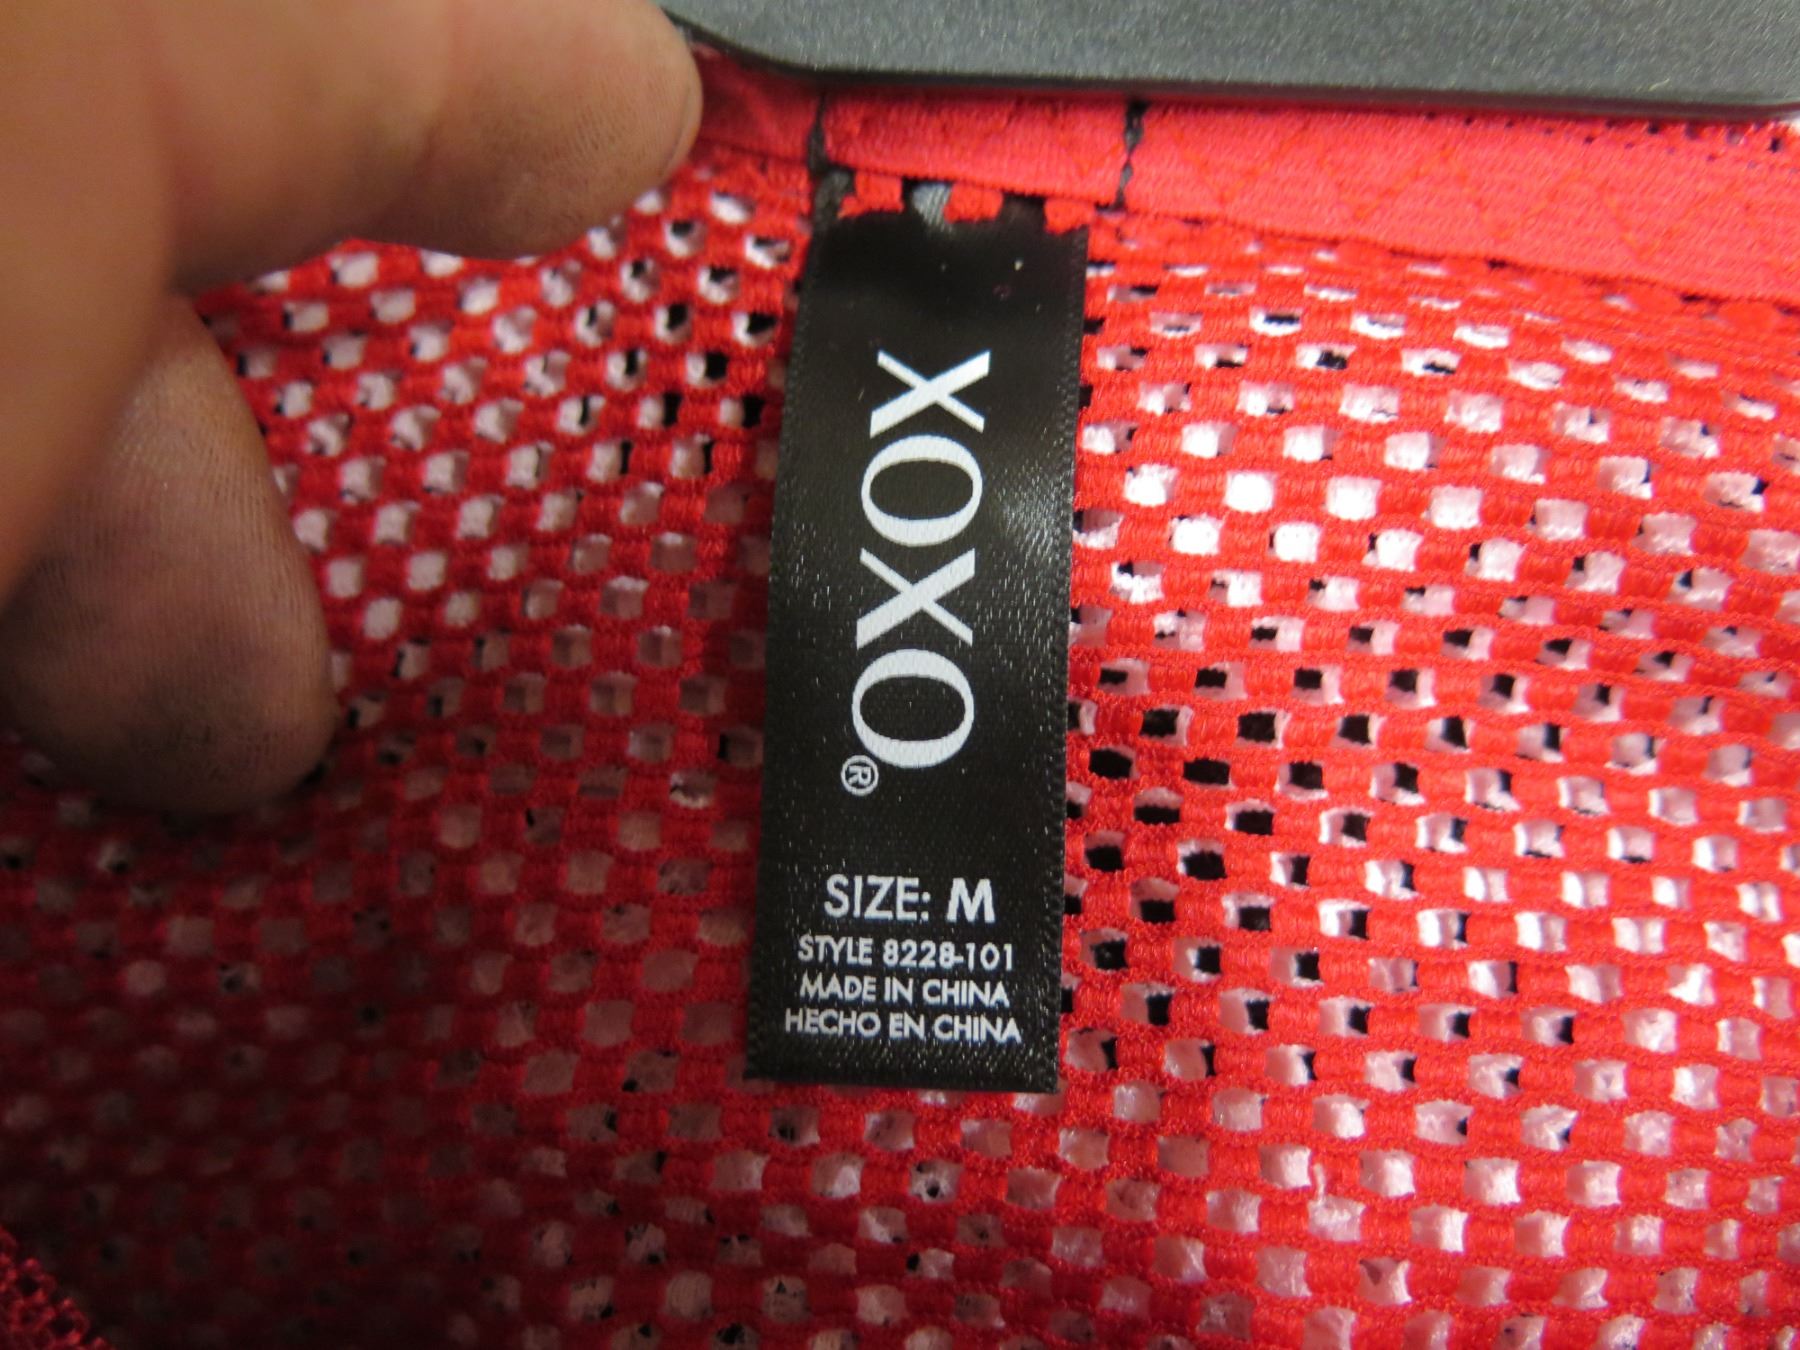 XOXO®
SIZE: M
STYLE 8228-101
MADE IN CHINA
HECHO EN CHINA